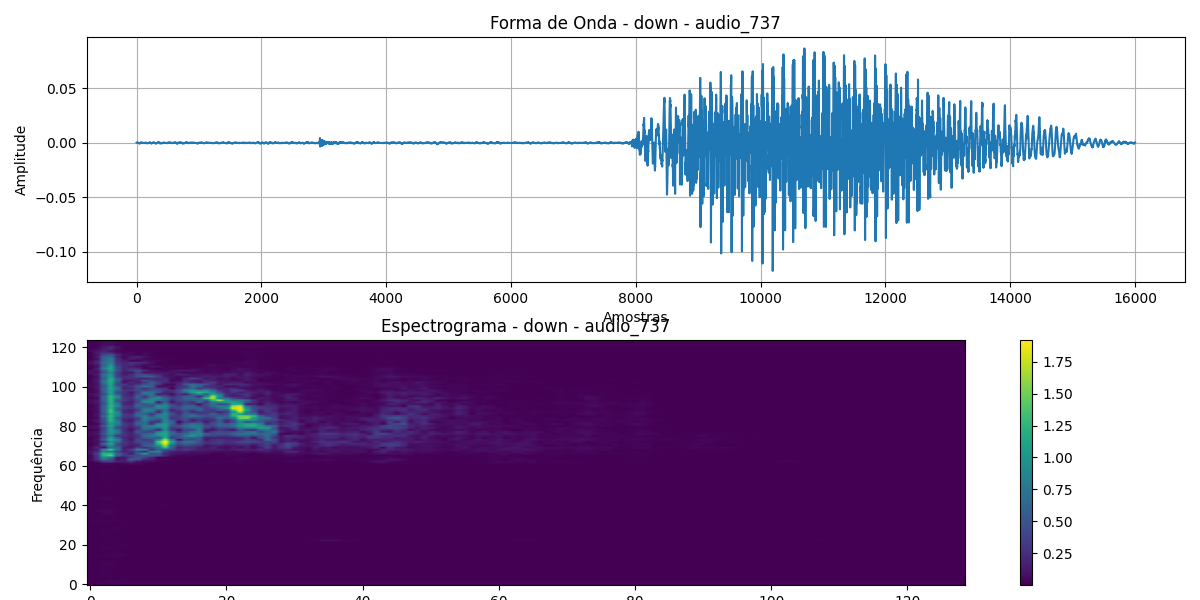 Forma de Onda - down - audio_737
Amplitude
0.05
0.00
−0.05
−0.10
0 2000 4000 6000 8000 10000 12000 14000 16000
Amostras
Espectrograma - down - audio_737
Frequência
120
100
80
60
40
20
0
0 20 40 60 80 100 120
1.75
1.50
1.25
1.00
0.75
0.50
0.25